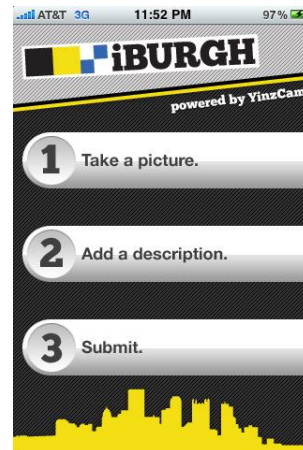 AT&T 3G 11:52 PM 97%
iBURGH
powered by YinzCam
1 Take a picture.
2 Add a description.
3 Submit.